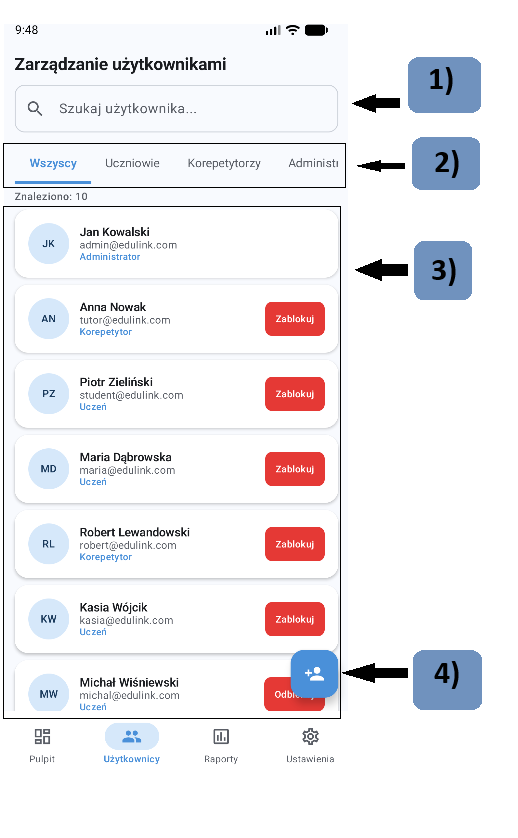 9:48
Zarządzanie użytkownikami
1)
Szukaj użytkownika...
Wszyscy Uczniowie Korepetytorzy Administr
2)
Znaleziono: 10
JK
Jan Kowalski
admin@edulink.com
Administrator
3)
AN
Anna Nowak
tutor@edulink.com
Korepetytor
Zablokuj
PZ
Piotr Zieliński
student@edulink.com
Uczeń
Zablokuj
MD
Maria Dąbrowska
maria@edulink.com
Uczeń
Zablokuj
RL
Robert Lewandowski
robert@edulink.com
Korepetytor
Zablokuj
KW
Kasia Wójcik
kasia@edulink.com
Uczeń
Zablokuj
4)
MW
Michał Wiśniewski
michal@edulink.com
Uczeń
Pulpit Użytkownicy Raporty Ustawienia